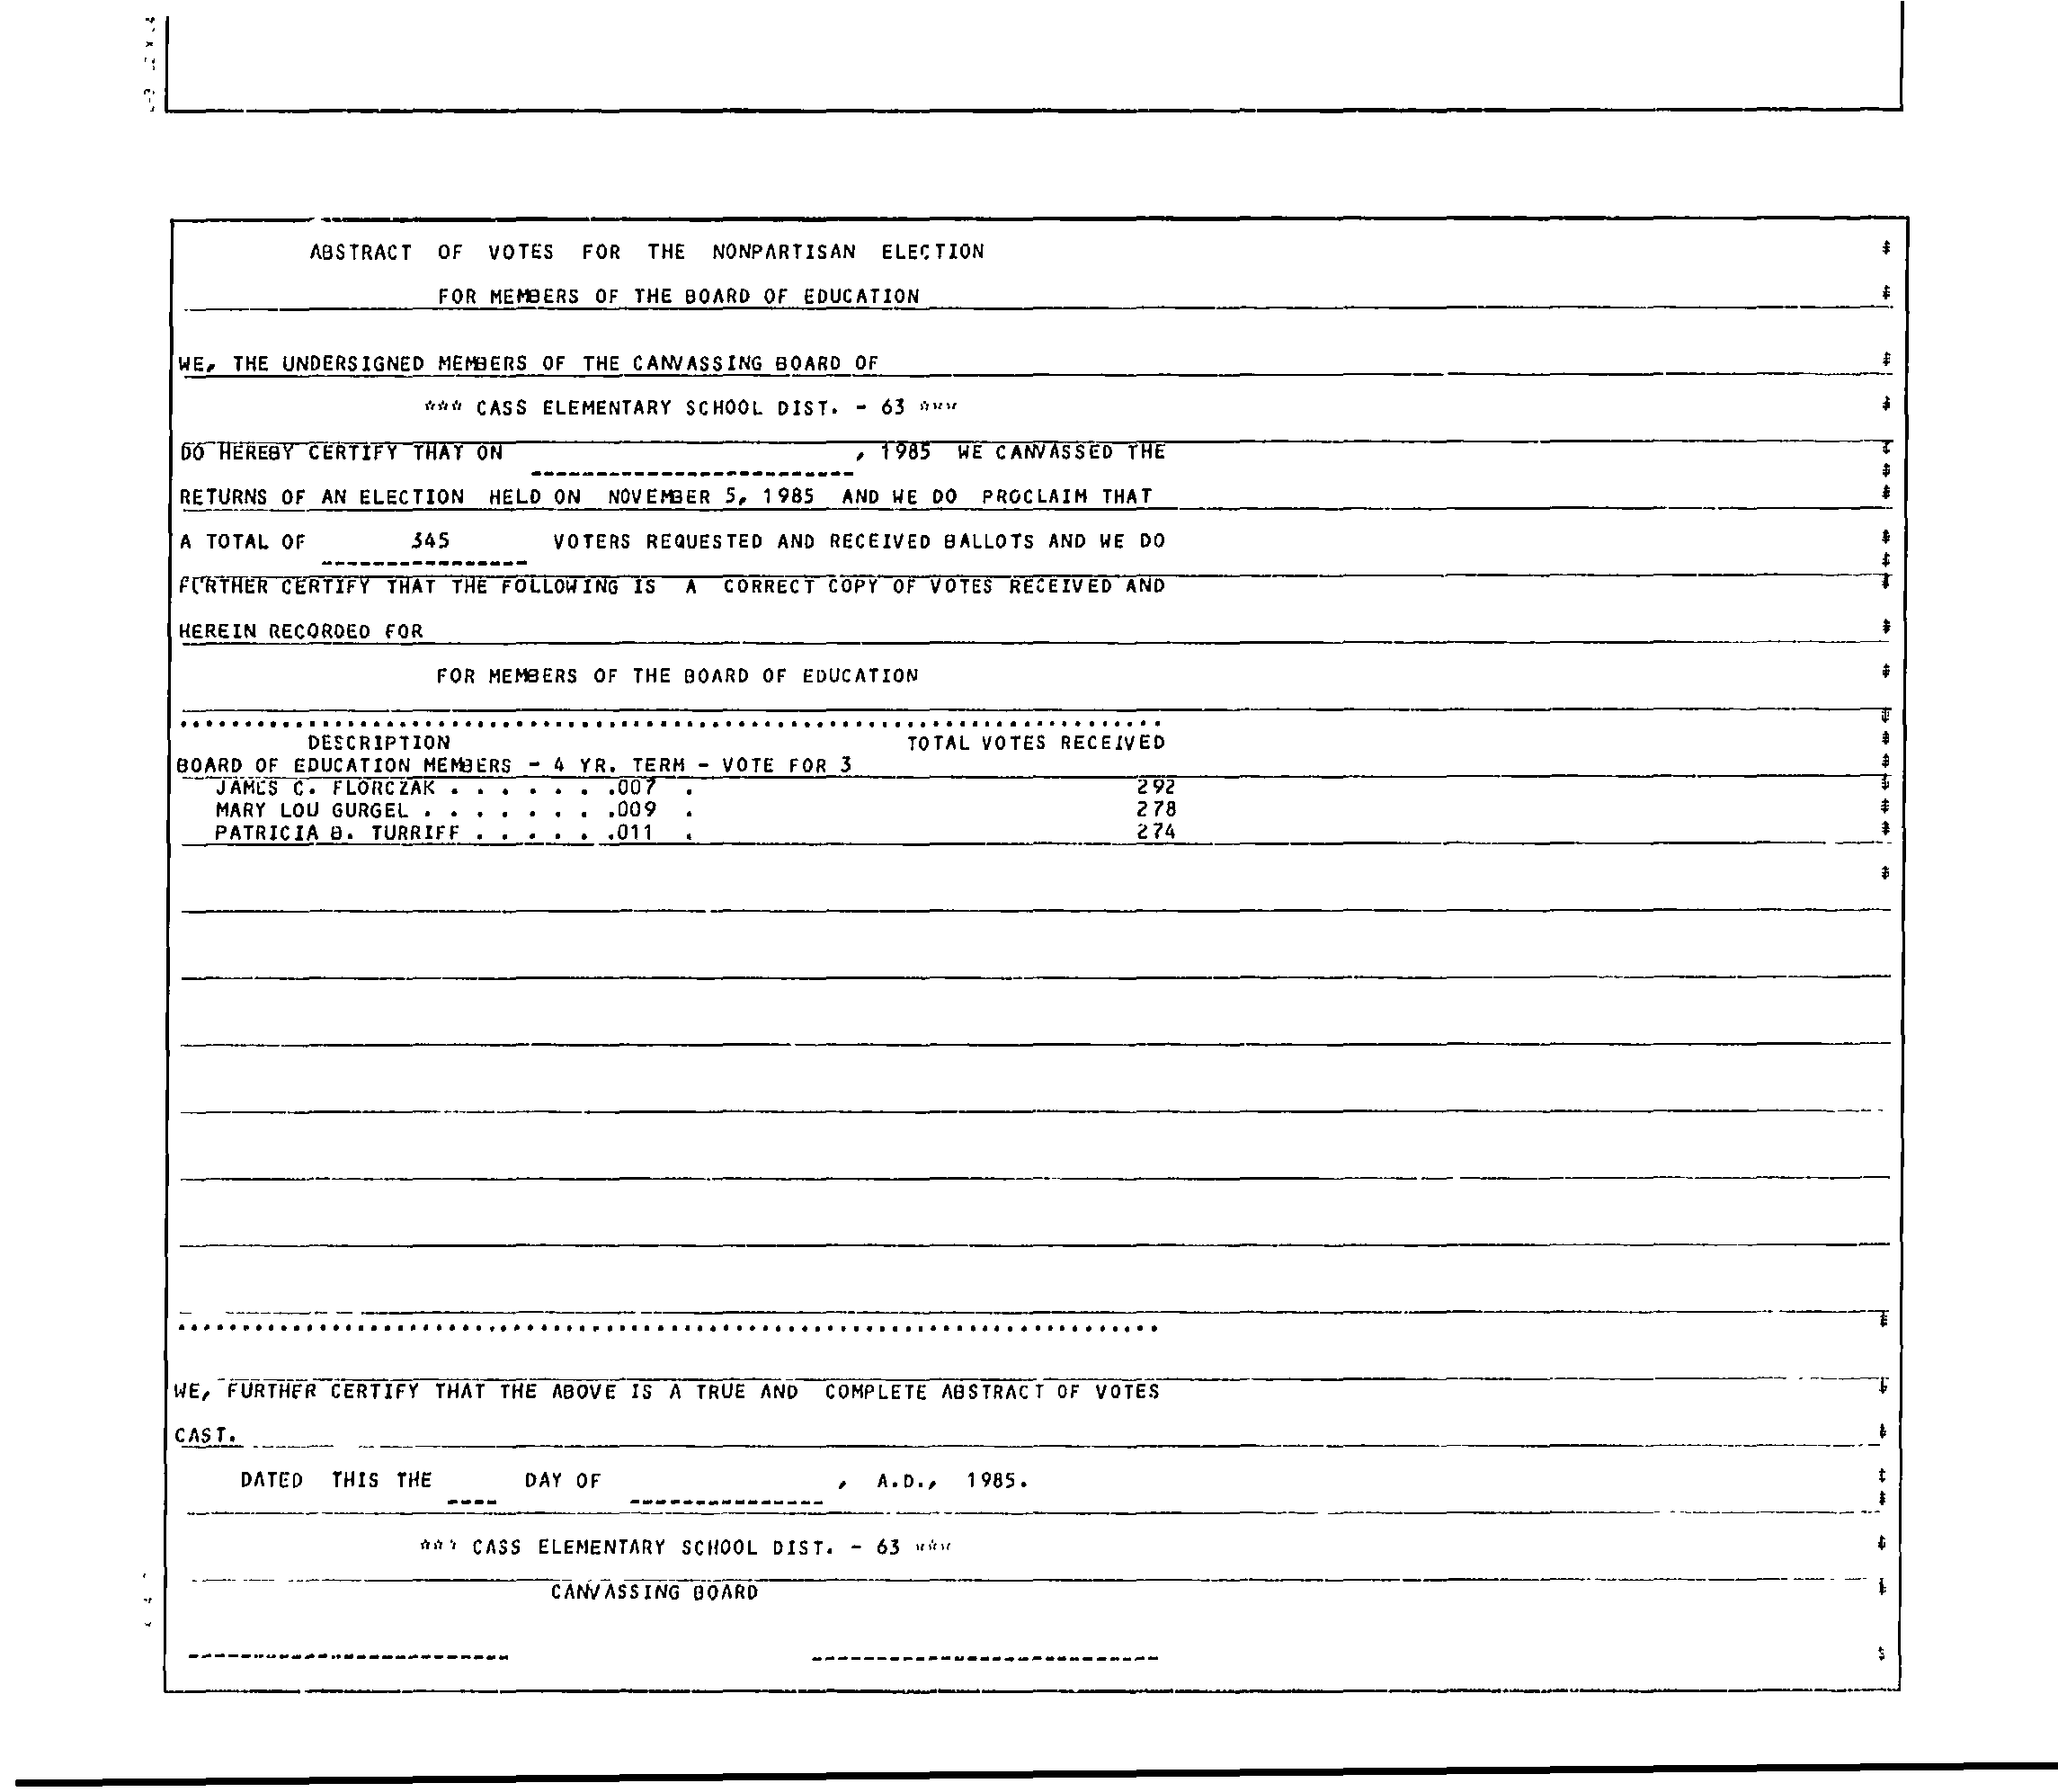 ABSTRACT OF VOTES FOR THE NONPARTISAN ELECTION
FOR MEMBERS OF THE BOARD OF EDUCATION
WE, THE UNDERSIGNED MEMBERS OF THE CANVASSING BOARD OF
*** CASS ELEMENTARY SCHOOL DIST. - 63 ***
DO HEREBY CERTIFY THAT ON , 1985 WE CANVASSED THE
RETURNS OF AN ELECTION HELD ON NOVEMBER 5, 1985 AND WE DO PROCLAIM THAT
A TOTAL OF 345 VOTERS REQUESTED AND RECEIVED BALLOTS AND WE DO
FURTHER CERTIFY THAT THE FOLLOWING IS A CORRECT COPY OF VOTES RECEIVED AND
HEREIN RECORDED FOR
FOR MEMBERS OF THE BOARD OF EDUCATION
DESCRIPTION TOTAL VOTES RECEIVED
BOARD OF EDUCATION MEMBERS - 4 YR. TERM - VOTE FOR 3
JAMES C. FLORCZAK . . . . . . .007 . 292
MARY LOU GURGEL . . . . . . . .009 . 278
PATRICIA B. TURRIFF . . . . . .011 . 274
WE, FURTHER CERTIFY THAT THE ABOVE IS A TRUE AND COMPLETE ABSTRACT OF VOTES
CAST.
DATED THIS THE DAY OF , A.D., 1985.
*** CASS ELEMENTARY SCHOOL DIST. - 63 ***
CANVASSING BOARD